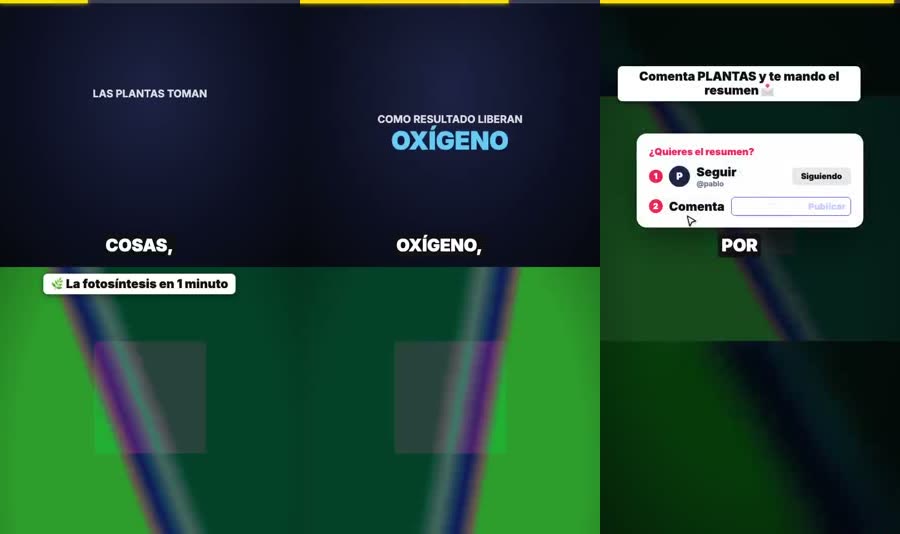 LAS PLANTAS TOMAN
COSAS,
🌿 La fotosíntesis en 1 minuto
COMO RESULTADO LIBERAN
OXÍGENO
OXÍGENO,
Comenta PLANTAS y te mando el
resumen 💌
¿Quieres el resumen?
1 P Seguir Siguiendo
@pablo
2 Comenta Publicar
POR